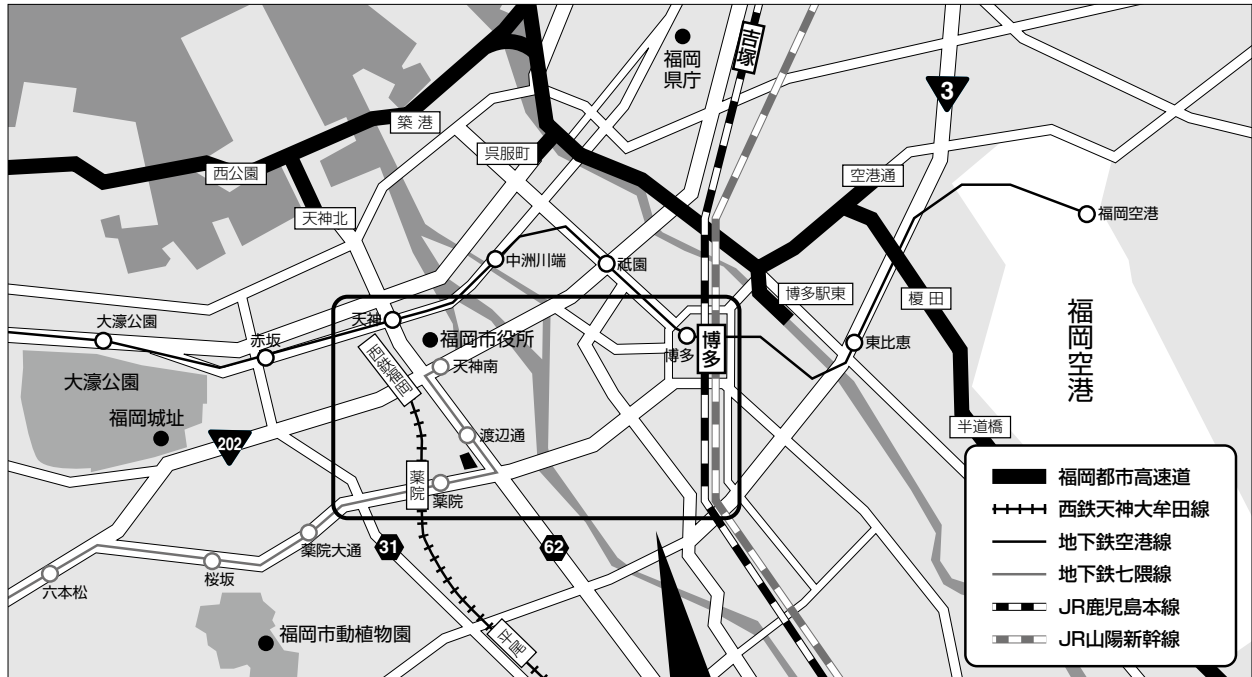 吉塚
福岡
県庁
3
築港
呉服町
西公園
空港通
天神北
福岡空港
中洲川端
祇園
博多駅東
榎田
大濠公園
天神
赤坂
福岡市役所
博多
博多
東比恵
福岡空港
西鉄福岡
天神南
大濠公園
福岡城址
202
渡辺通
半道橋
薬院
薬院
福岡都市高速道
西鉄天神大牟田線
地下鉄空港線
地下鉄七隈線
JR鹿児島本線
JR山陽新幹線
薬院大通
31
62
桜坂
六本松
福岡市動植物園
平尾